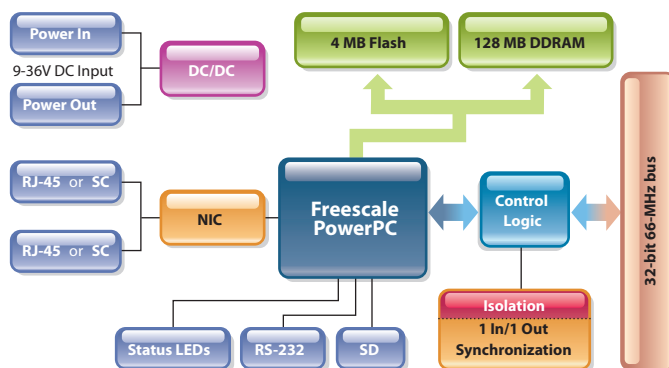 Power In
9-36V DC Input
Power Out
DC/DC
4 MB Flash
128 MB DDRAM
RJ-45 or SC
RJ-45 or SC
NIC
Freescale
PowerPC
Control
Logic
32-bit 66-MHz bus
Isolation
1 In/1 Out
Synchronization
Status LEDs
RS-232
SD